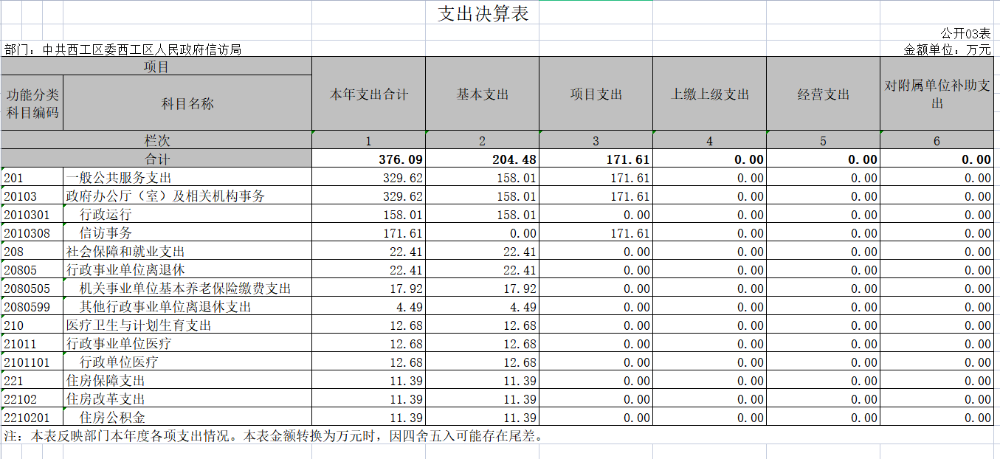 支出决算表
公开03表
部门：中共西工区委西工区人民政府信访局 金额单位：万元
项目 本年支出合计 基本支出 项目支出 上缴上级支出 经营支出 对附属单位补助支出
功能分类科目编码 科目名称
栏次 1 2 3 4 5 6
合计 376.09 204.48 171.61 0.00 0.00 0.00
201 一般公共服务支出 329.62 158.01 171.61 0.00 0.00 0.00
20103 政府办公厅（室）及相关机构事务 329.62 158.01 171.61 0.00 0.00 0.00
2010301 行政运行 158.01 158.01 0.00 0.00 0.00 0.00
2010308 信访事务 171.61 0.00 171.61 0.00 0.00 0.00
208 社会保障和就业支出 22.41 22.41 0.00 0.00 0.00 0.00
20805 行政事业单位离退休 22.41 22.41 0.00 0.00 0.00 0.00
2080505 机关事业单位基本养老保险缴费支出 17.92 17.92 0.00 0.00 0.00 0.00
2080599 其他行政事业单位离退休支出 4.49 4.49 0.00 0.00 0.00 0.00
210 医疗卫生与计划生育支出 12.68 12.68 0.00 0.00 0.00 0.00
21011 行政事业单位医疗 12.68 12.68 0.00 0.00 0.00 0.00
2101101 行政单位医疗 12.68 12.68 0.00 0.00 0.00 0.00
221 住房保障支出 11.39 11.39 0.00 0.00 0.00 0.00
22102 住房改革支出 11.39 11.39 0.00 0.00 0.00 0.00
2210201 住房公积金 11.39 11.39 0.00 0.00 0.00 0.00
注：本表反映部门本年度各项支出情况。本表金额转换为万元时，因四舍五入可能存在尾差。